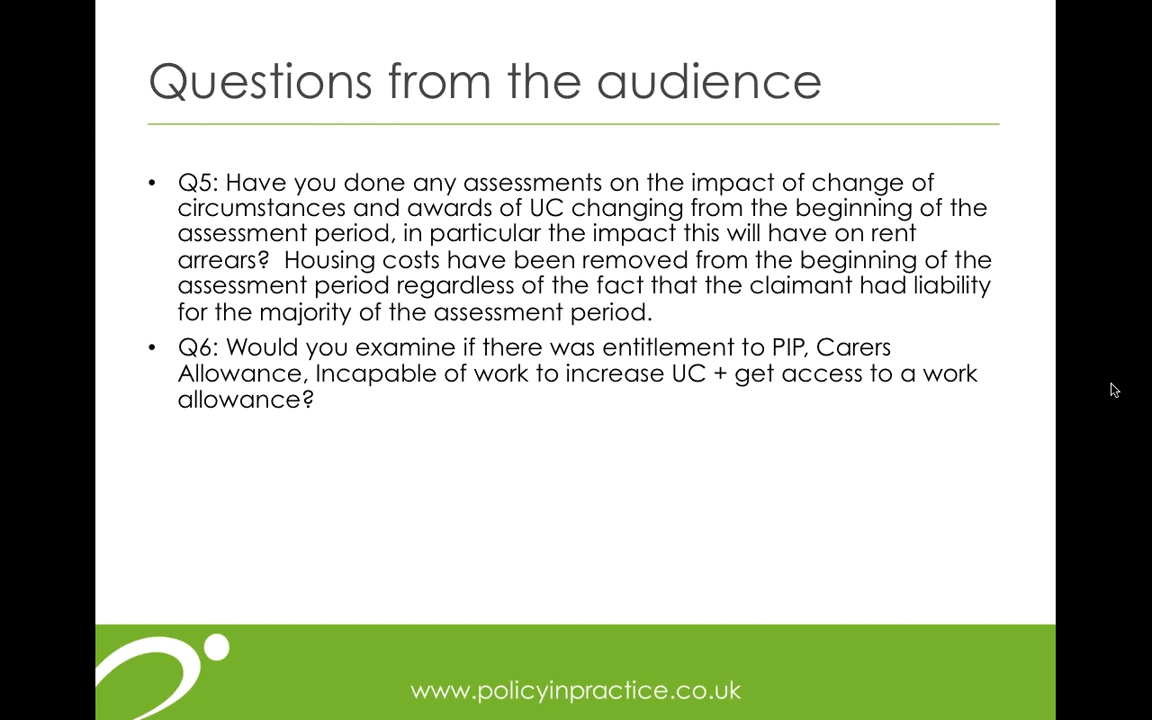 Questions from the audience
• Q5: Have you done any assessments on the impact of change of
circumstances and awards of UC changing from the beginning of the
assessment period, in particular the impact this will have on rent
arrears?  Housing costs have been removed from the beginning of the
assessment period regardless of the fact that the claimant had liability
for the majority of the assessment period.
• Q6: Would you examine if there was entitlement to PIP, Carers
Allowance, Incapable of work to increase UC + get access to a work
allowance?
www.policyinpractice.co.uk